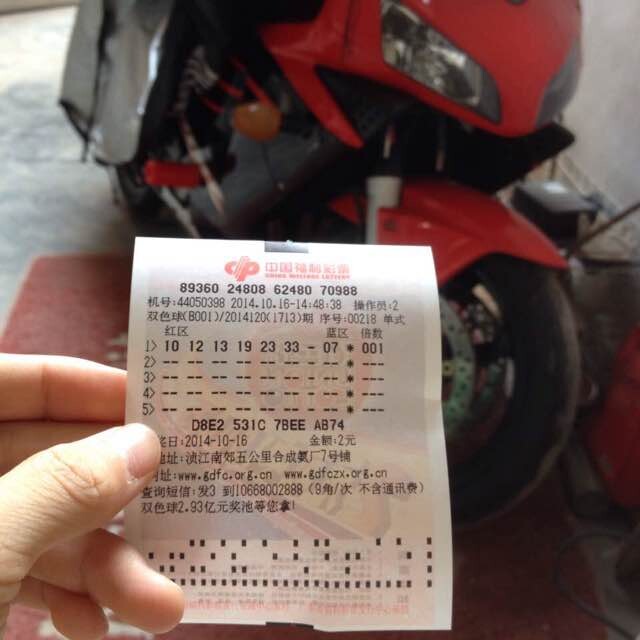 中国福利彩票
CHINA WELFARE LOTTERY
89360 24808 62480 70988
机号:44050398 2014.10.16-14:48:38 操作员:2
双色球(B001)/2014120(1713)期 序号:00218 单式
红区 蓝区 倍数
1> 10 12 13 19 23 33 - 07 * 001
2> -- -- -- -- -- -- - -- * ---
3> -- -- -- -- -- -- - -- * ---
4> -- -- -- -- -- -- - -- * ---
5> -- -- -- -- -- -- - -- * ---
D8E2 531C 7BEE AB74
奖日:2014-10-16 金额:2元
地址:浈江南郊五公里合成氨厂7号铺
网址:www.gdfc.org.cn www.gdfczx.org.cn
查询短信:发3 到10668002888 (9角/次 不含通讯费)
双色球2.93亿元奖池等您拿!